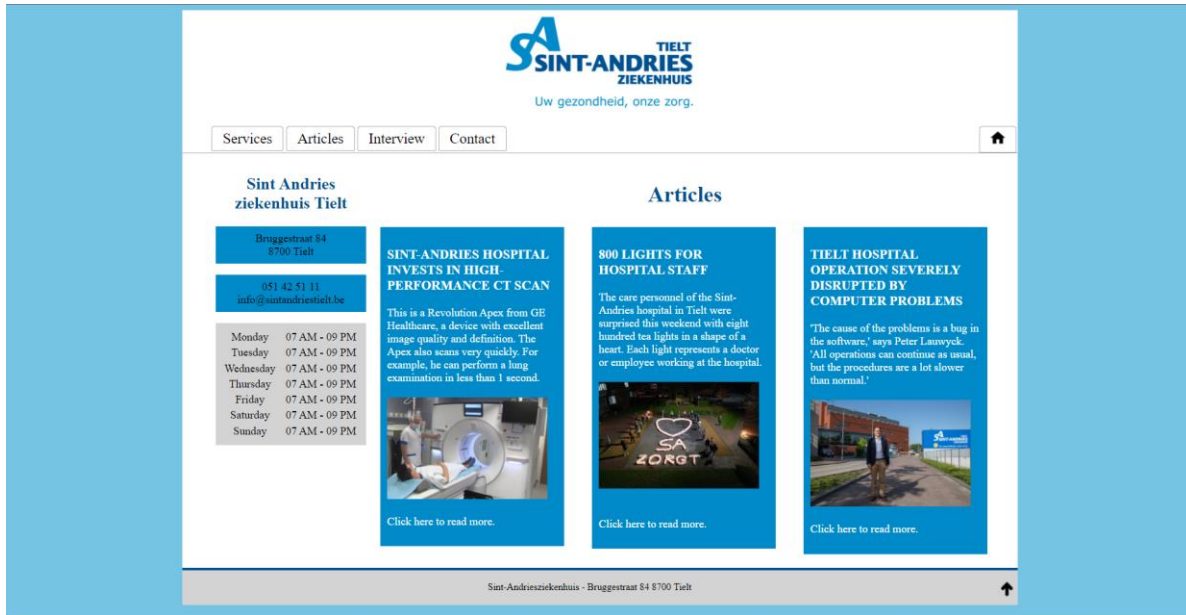 TIELT
SINT-ANDRIES
ZIEKENHUIS
Uw gezondheid, onze zorg.
Services Articles Interview Contact
Sint Andries
ziekenhuis Tielt
Bruggestraat 84
8700 Tielt
051 42 51 11
info@sintandriestielt.be
Monday 07 AM - 09 PM
Tuesday 07 AM - 09 PM
Wednesday 07 AM - 09 PM
Thursday 07 AM - 09 PM
Friday 07 AM - 09 PM
Saturday 07 AM - 09 PM
Sunday 07 AM - 09 PM
Articles
SINT-ANDRIES HOSPITAL
INVESTS IN HIGH-
PERFORMANCE CT SCAN
This is a Revolution Apex from GE
Healthcare, a device with excellent
image quality and definition. The
Apex also scans very quickly. For
example, he can perform a lung
examination in less than 1 second.
Click here to read more.
800 LIGHTS FOR
HOSPITAL STAFF
The care personnel of the Sint-
Andries hospital in Tielt were
surprised this weekend with eight
hundred tea lights in a shape of a
heart. Each light represents a doctor
or employee working at the hospital.
SA
ZORGT
Click here to read more.
TIELT HOSPITAL
OPERATION SEVERELY
DISRUPTED BY
COMPUTER PROBLEMS
'The cause of the problems is a bug in
the software,' says Peter Lauwyck.
'All operations can continue as usual,
but the procedures are a lot slower
than normal.'
SINT-ANDRIES
Click here to read more.
Sint-Andriesziekenhuis - Bruggestraat 84 8700 Tielt